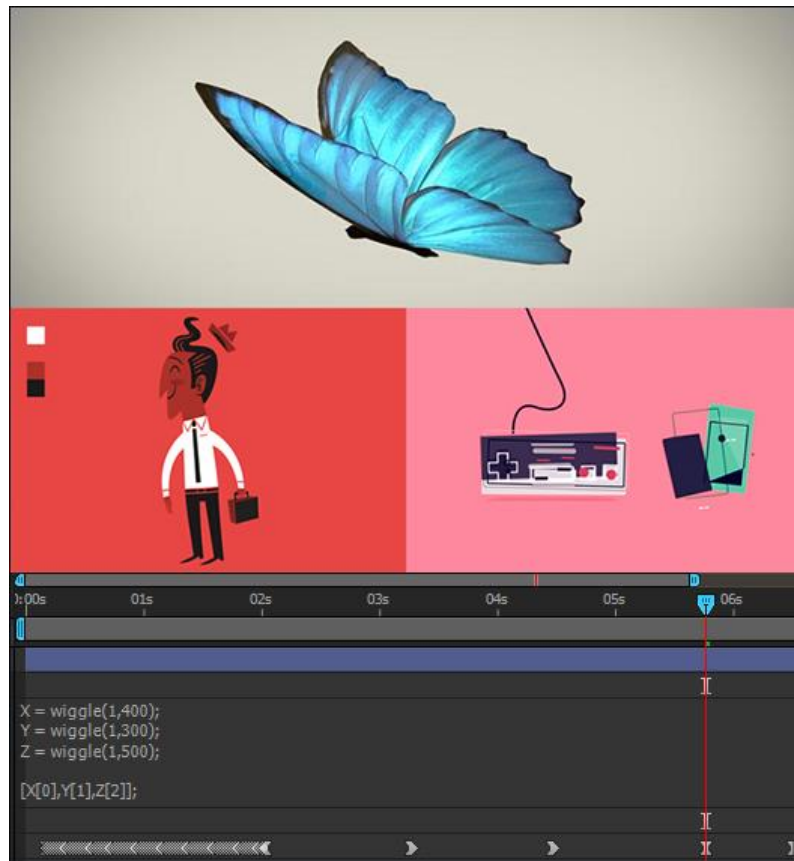 ):00s 01s 02s 03s 04s 05s 06s
X = wiggle(1,400);
Y = wiggle(1,300);
Z = wiggle(1,500);
[X[0],Y[1],Z[2]];